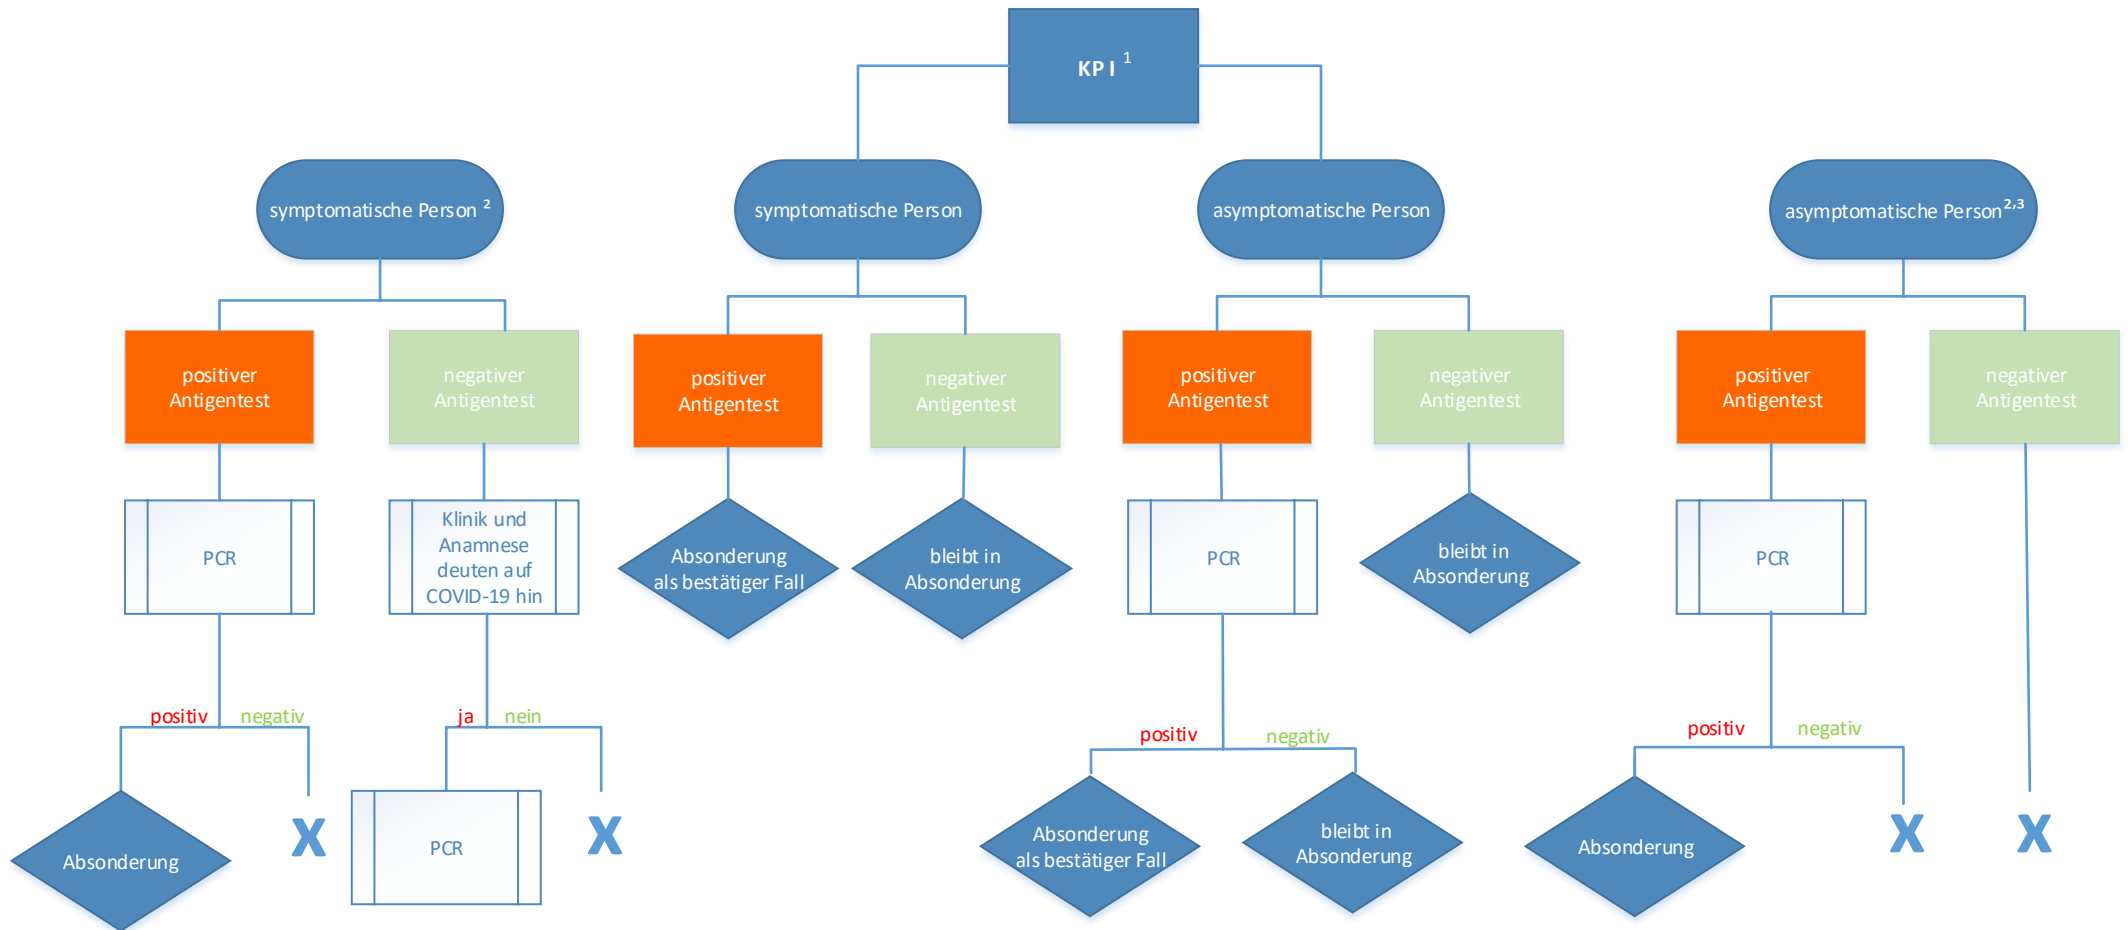 KP I ¹
symptomatische Person ²
symptomatische Person
asymptomatische Person
asymptomatische Person²,³
positiver
Antigentest
negativer
Antigentest
positiver
Antigentest
negativer
Antigentest
positiver
Antigentest
negativer
Antigentest
positiver
Antigentest
negativer
Antigentest
PCR
Klinik und
Anamnese
deuten auf
COVID-19 hin
Absonderung
als bestätiger Fall
bleibt in
Absonderung
PCR
bleibt in
Absonderung
PCR
positiv
negativ
ja
nein
positiv
negativ
positiv
negativ
Absonderung
X
PCR
X
Absonderung
als bestätiger Fall
bleibt in
Absonderung
Absonderung
X
X